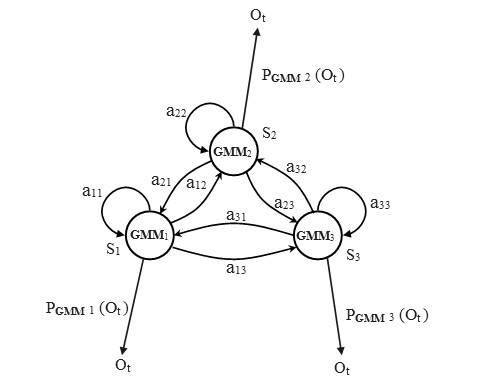 Ot
PGMM 2 (Ot)
a22
S2
GMM2
a21
a12
a32
a11
a23
a33
a31
GMM1
GMM3
S1
S3
a13
PGMM 1 (Ot)
PGMM 3 (Ot)
Ot
Ot